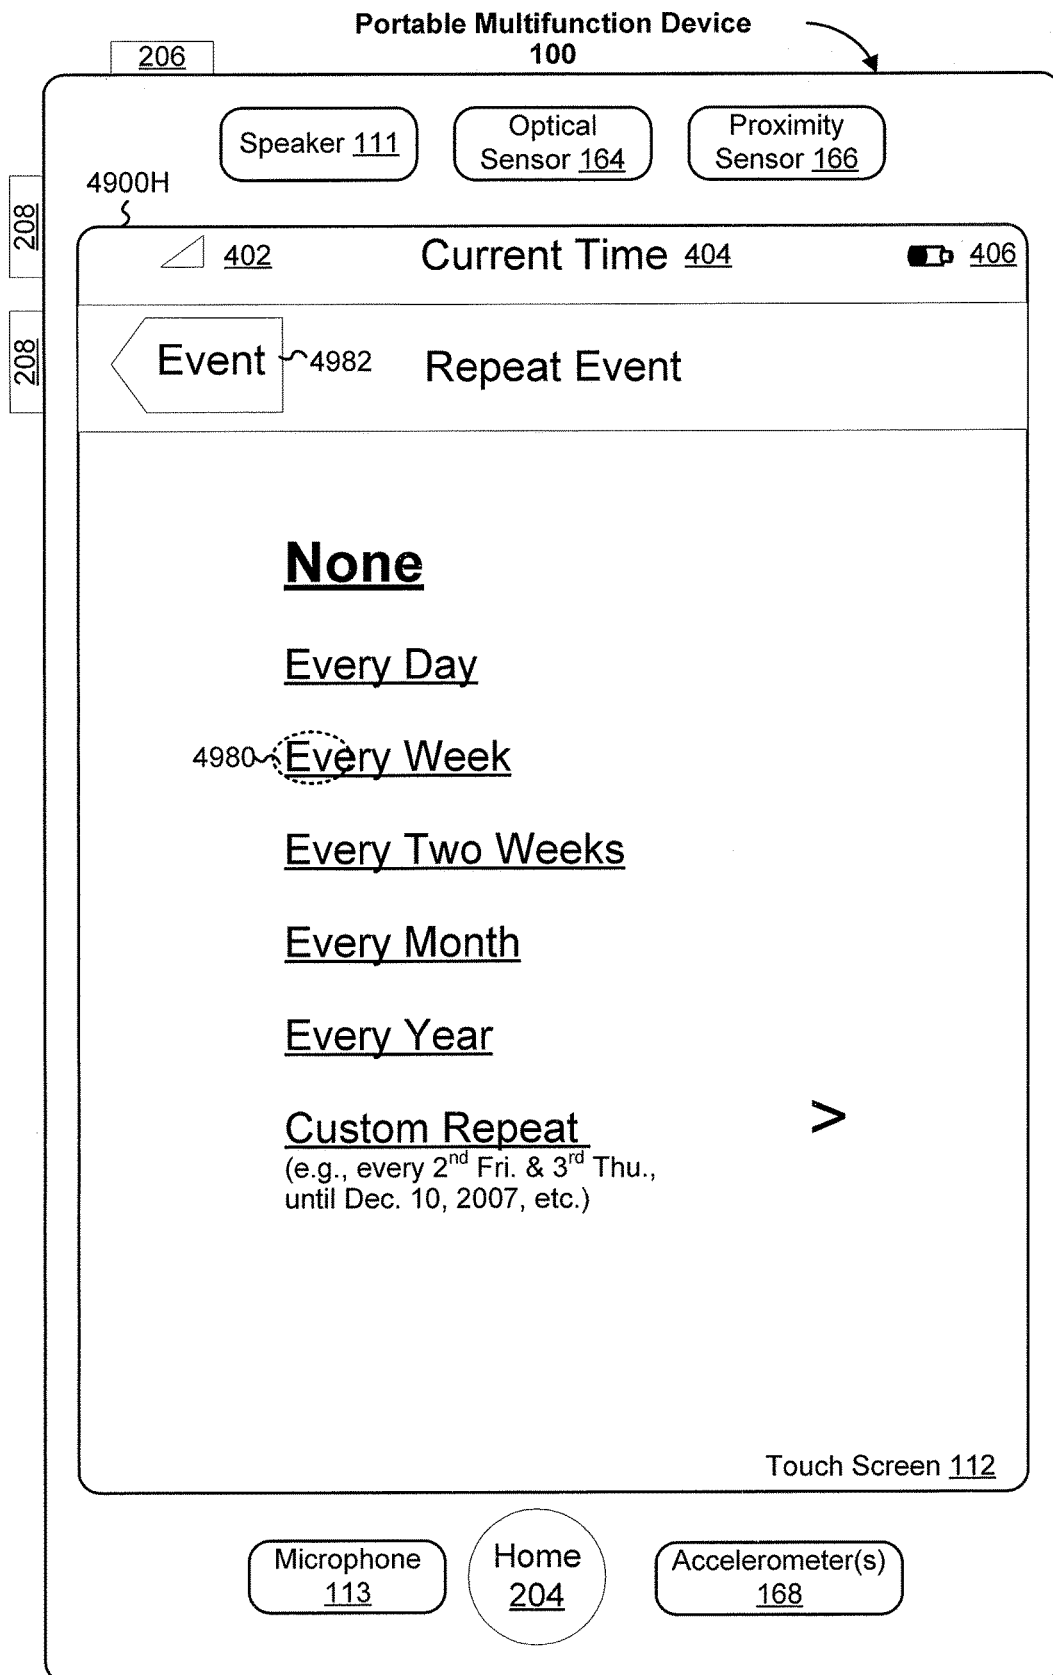 Portable Multifunction Device
100
206
Speaker 111
Optical
Sensor 164
Proximity
Sensor 166
4900H
208
208
402
Current Time 404
406
Event
4982
Repeat Event
None
Every Day
4980
Every Week
Every Two Weeks
Every Month
Every Year
Custom Repeat >
(e.g., every 2nd Fri. & 3rd Thu.,
until Dec. 10, 2007, etc.)
Touch Screen 112
Microphone
113
Home
204
Accelerometer(s)
168